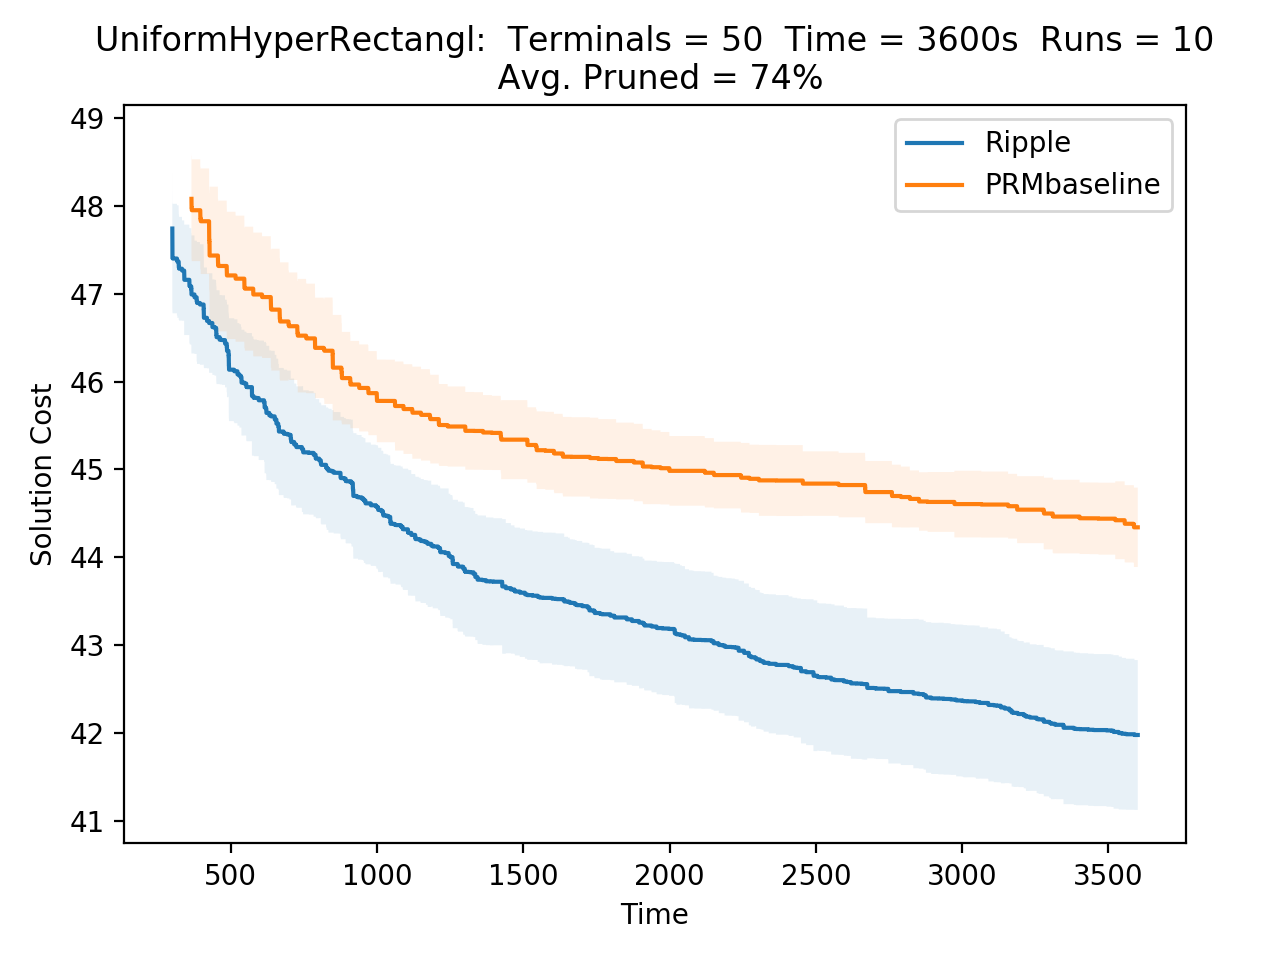 UniformHyperRectangl: Terminals = 50 Time = 3600s Runs = 10
Avg. Pruned = 74%
Ripple
PRMbaseline
Solution Cost
49
48
47
46
45
44
43
42
41
500 1000 1500 2000 2500 3000 3500
Time